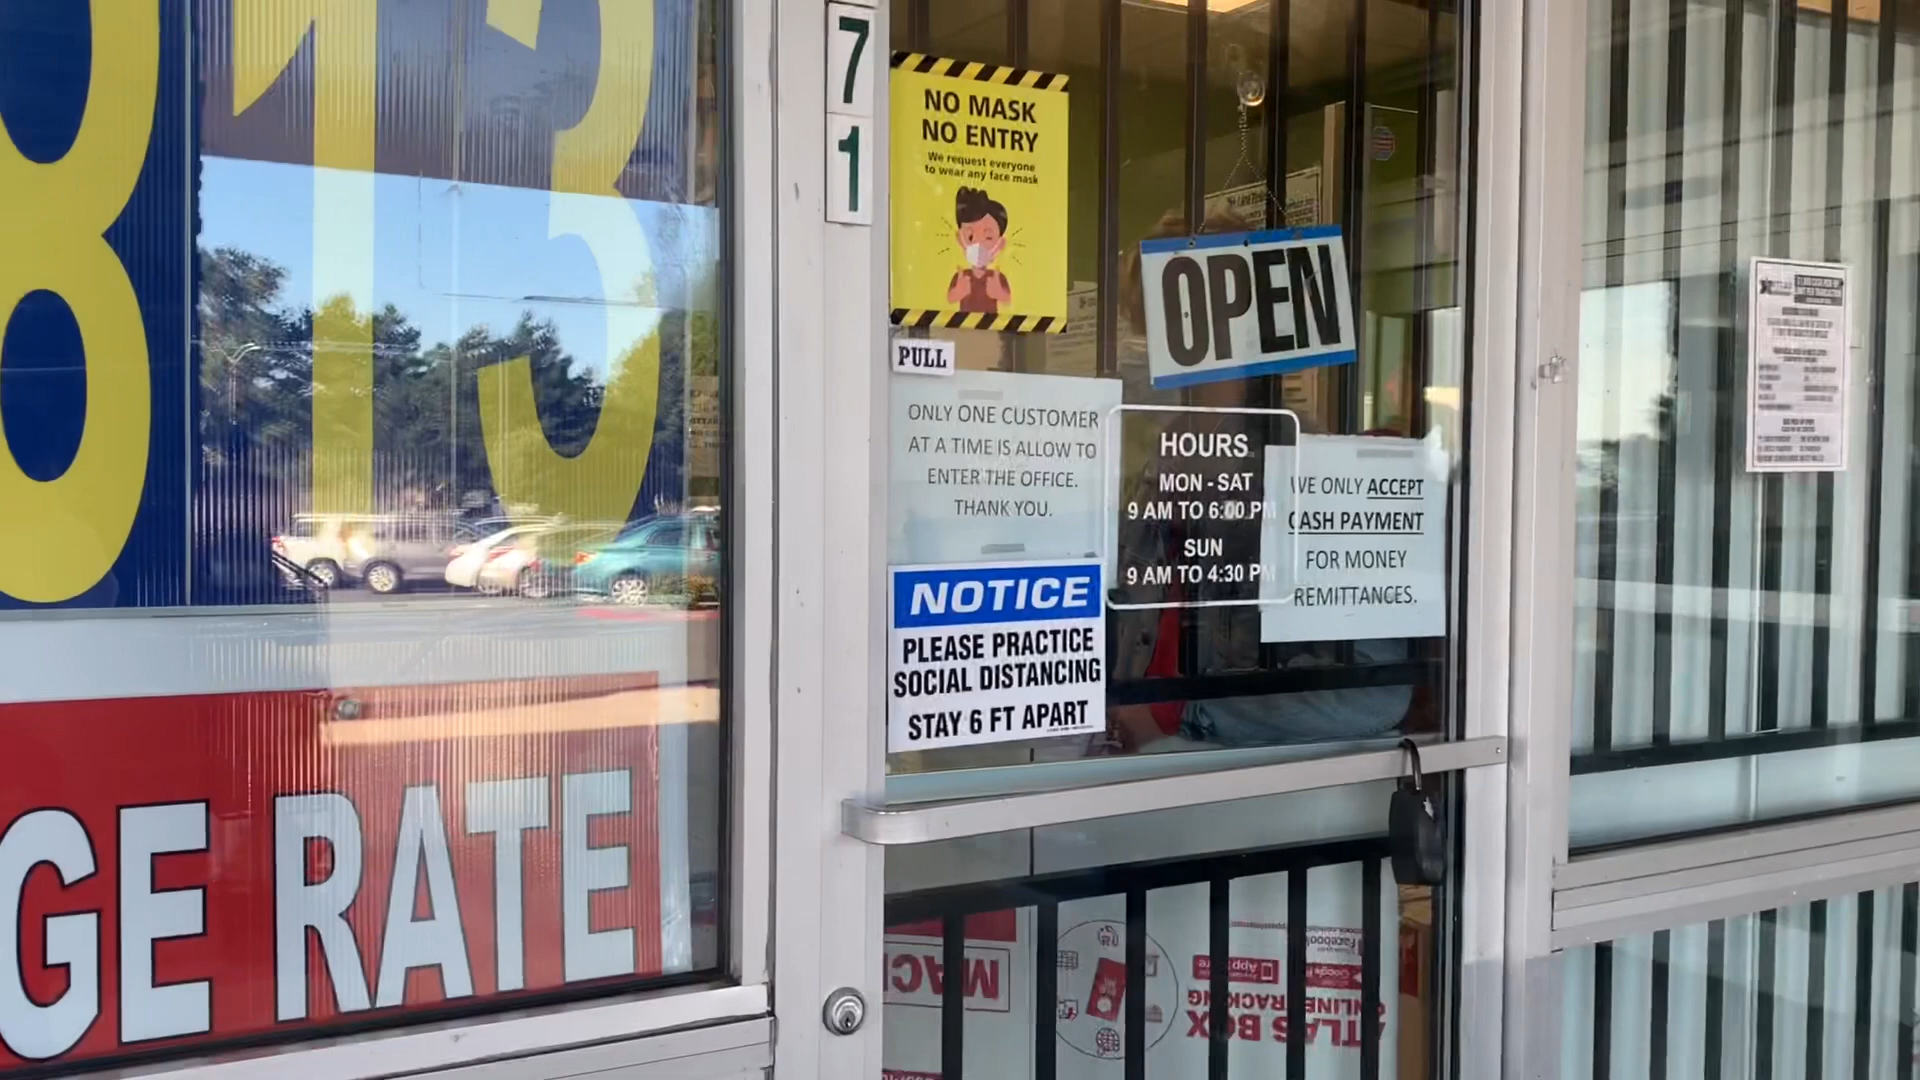 813
GE RATE
7
1
NO MASK
NO ENTRY
We request everyone
to wear any face mask
OPEN
PULL
ONLY ONE CUSTOMER
AT A TIME IS ALLOW TO
ENTER THE OFFICE.
THANK YOU.
HOURS
MON - SAT
9 AM TO 6:00 PM
SUN
9 AM TO 4:30 PM
WE ONLY ACCEPT
CASH PAYMENT
FOR MONEY
REMITTANCES.
NOTICE
PLEASE PRACTICE
SOCIAL DISTANCING
STAY 6 FT APART
ATLAS BOX
ONLINE TRACKING
Google
Facebook